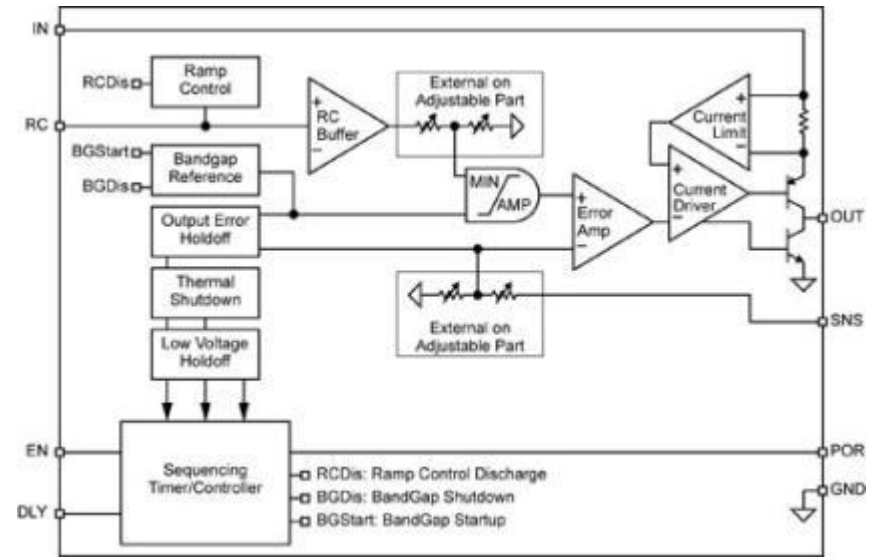 IN
RCDis
Ramp
Control
External on
Adjustable Part
+
RC
Buffer
−
+
Current
Limit
−
RC
BGStart
BGDis
Bandgap
Reference
MIN
AMP
+
Current
Driver
−
Output Error
Holdoff
+
Error
Amp
−
OUT
Thermal
Shutdown
External on
Adjustable Part
SNS
Low Voltage
Holdoff
EN
Sequencing
Timer/Controller
POR
RCDis: Ramp Control Discharge
BGDis: BandGap Shutdown
BGStart: BandGap Startup
GND
DLY